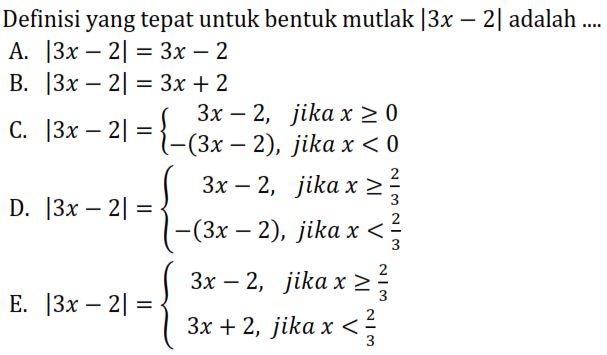 Definisi yang tepat untuk bentuk mutlak |3x − 2| adalah ....
A. |3x − 2| = 3x − 2
B. |3x − 2| = 3x + 2
C. |3x − 2| = { 3x − 2, jika x ≥ 0
−(3x − 2), jika x < 0
D. |3x − 2| = { 3x − 2, jika x ≥ 2/3
−(3x − 2), jika x < 2/3
E. |3x − 2| = { 3x − 2, jika x ≥ 2/3
3x + 2, jika x < 2/3